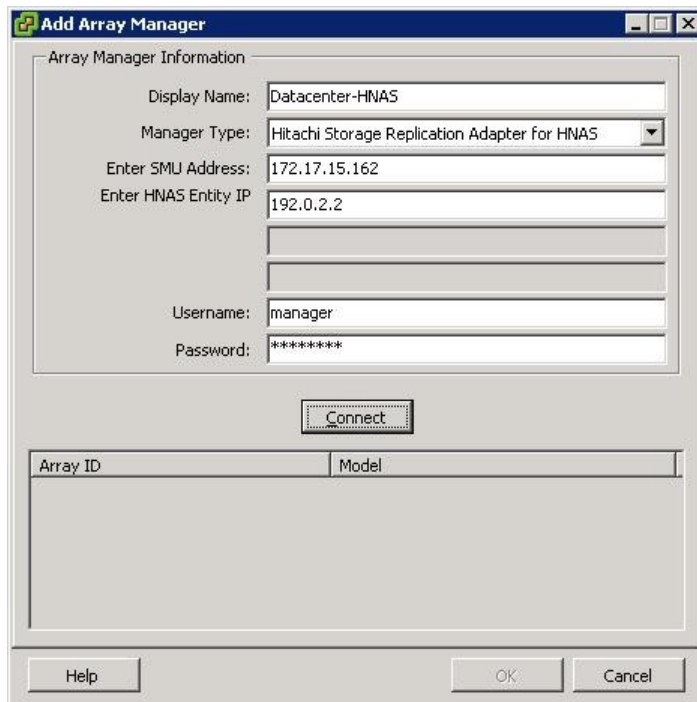 Add Array Manager
Array Manager Information
Display Name: Datacenter-HNAS
Manager Type: Hitachi Storage Replication Adapter for HNAS
Enter SMU Address: 172.17.15.162
Enter HNAS Entity IP 192.0.2.2
Username: manager
Password: ********
Connect
Array ID Model
Help OK Cancel